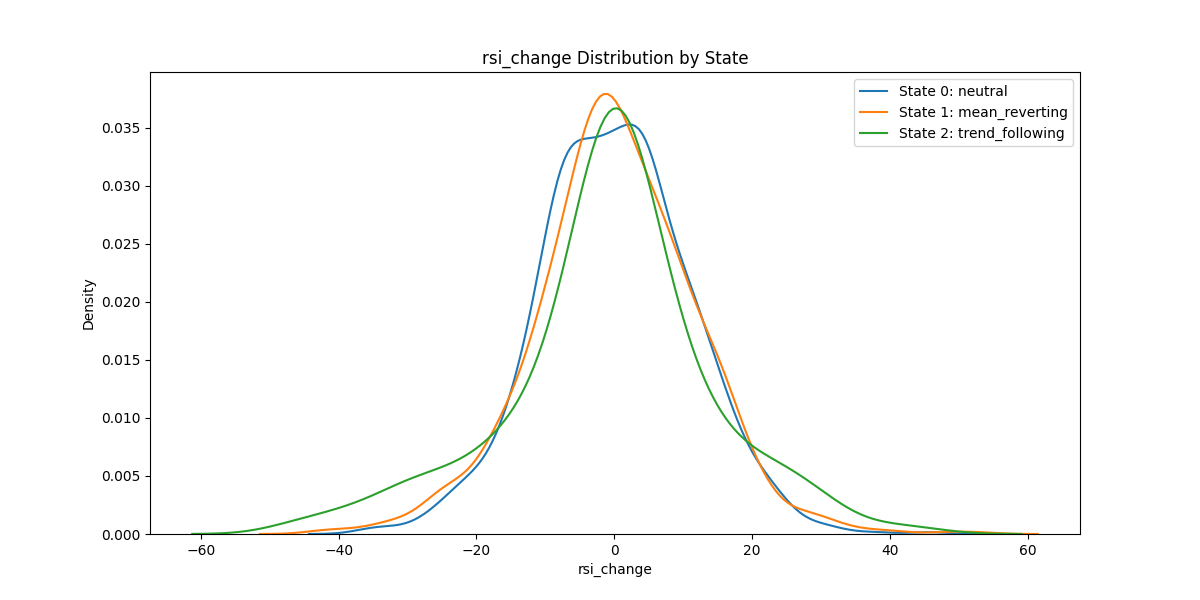 rsi_change Distribution by State
State 0: neutral
State 1: mean_reverting
State 2: trend_following
Density
0.035
0.030
0.025
0.020
0.015
0.010
0.005
0.000
−60
−40
−20
0
20
40
60
rsi_change